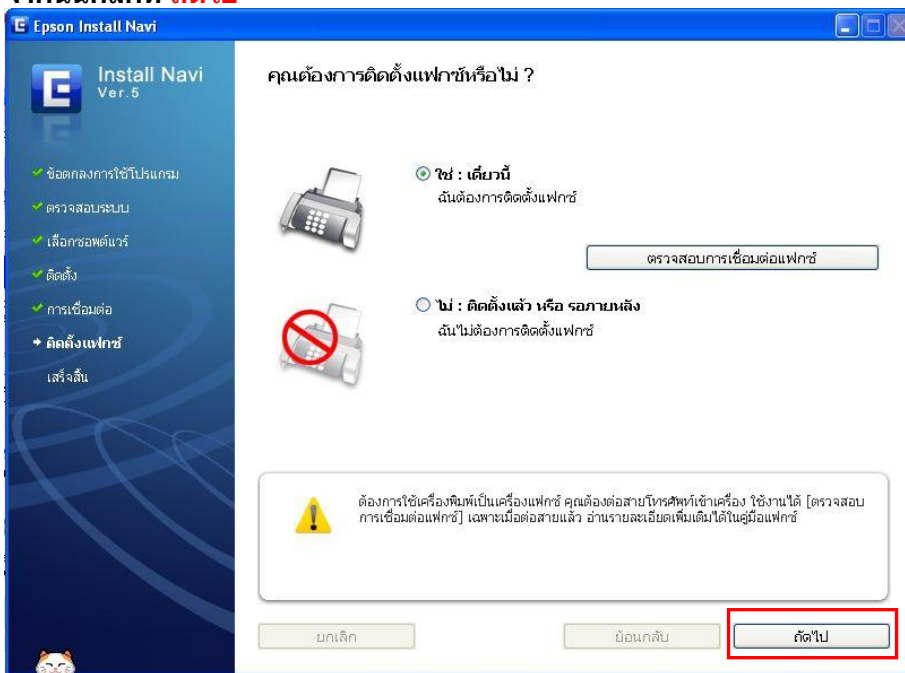 จากนั้นคลิกที่ ถัดไป
Epson Install Navi
Install Navi
Ver.5
คุณต้องการติดตั้งแฟกซ์หรือไม่ ?
ข้อตกลงการใช้โปรแกรม
ตรวจสอบระบบ
เลือกซอฟต์แวร์
ติดตั้ง
การเชื่อมต่อ
ติดตั้งแฟกซ์
เสร็จสิ้น
ใช่ : เดี๋ยวนี้
ฉันต้องการติดตั้งแฟกซ์
ตรวจสอบการเชื่อมต่อแฟกซ์
ไม่ : ติดตั้งแล้ว หรือ รอภายหลัง
ฉันไม่ต้องการติดตั้งแฟกซ์
ต้องการใช้เครื่องพิมพ์เป็นเครื่องแฟกซ์ คุณต้องต่อสายโทรศัพท์เข้าเครื่อง ใช้งานได้ [ตรวจสอบ
การเชื่อมต่อแฟกซ์] เฉพาะเมื่อต่อสายแล้ว อ่านรายละเอียดเพิ่มเติมได้ในคู่มือแฟกซ์
ยกเลิก
ย้อนกลับ
ถัดไป